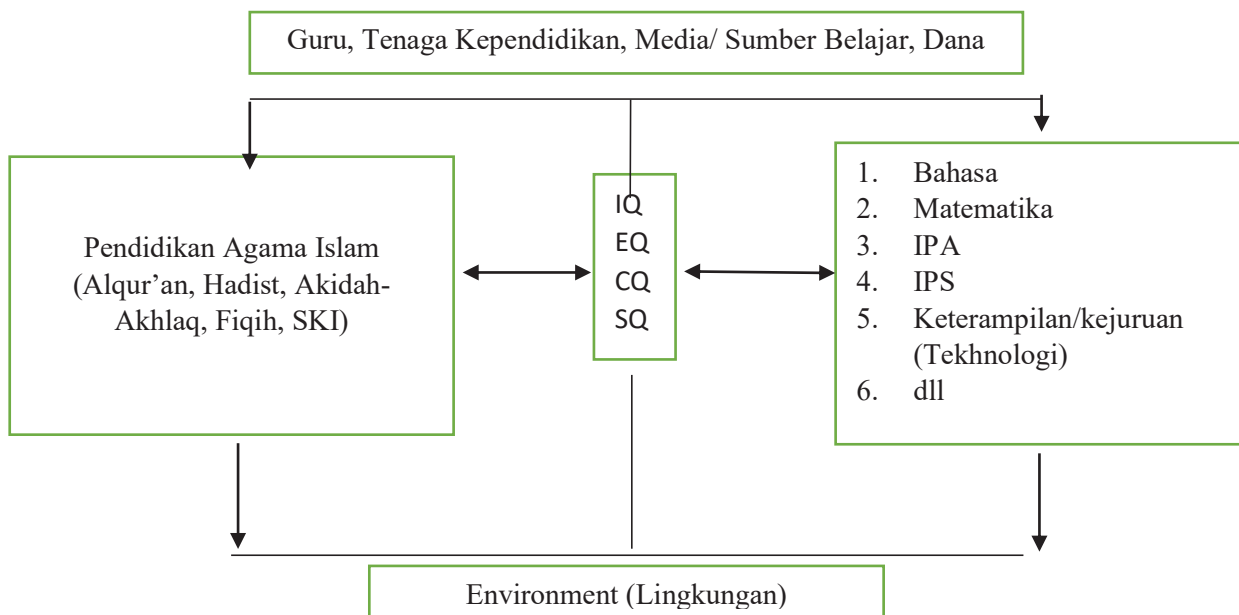 Guru, Tenaga Kependidikan, Media/ Sumber Belajar, Dana
Pendidikan Agama Islam
(Alqur’an, Hadist, Akidah-
Akhlaq, Fiqih, SKI)
IQ
EQ
CQ
SQ
1. Bahasa
2. Matematika
3. IPA
4. IPS
5. Keterampilan/kejuruan
(Tekhnologi)
6. dll
Environment (Lingkungan)